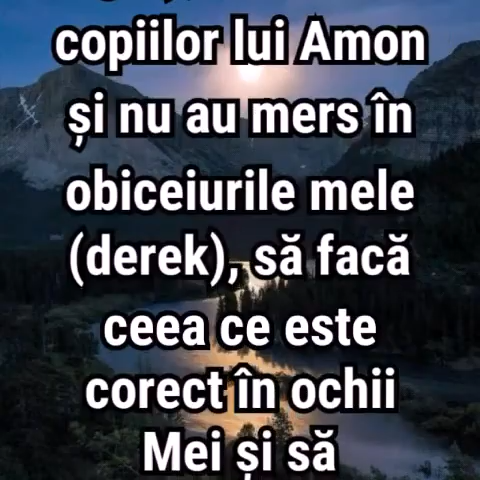 copiilor lui Amon
și nu au mers în
obiceiurile mele
(derek), să facă
ceea ce este
corect în ochii
Mei și să